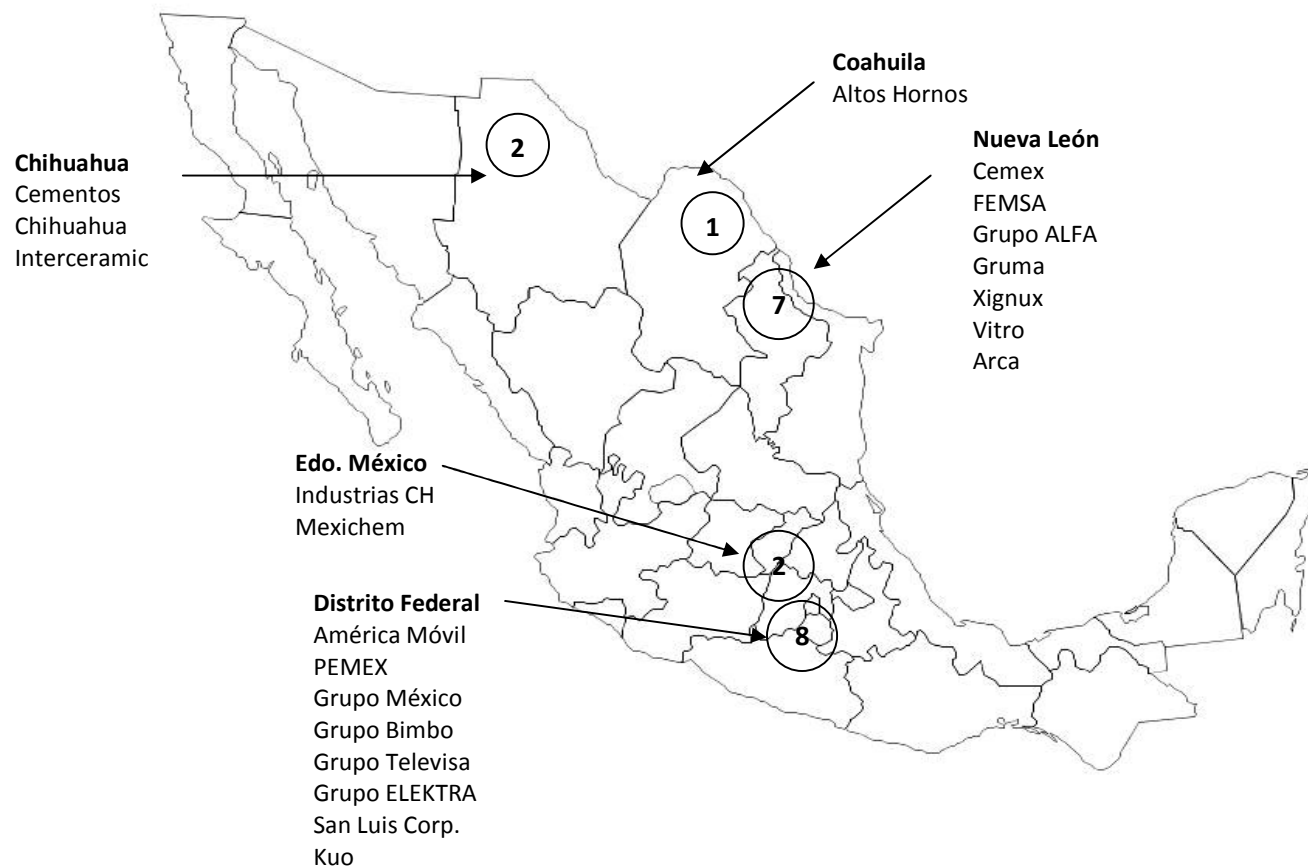 Coahuila
Altos Hornos
Nueva León
Cemex
FEMSA
Grupo ALFA
Gruma
Xignux
Vitro
Arca
Chihuahua
Cementos
Chihuahua
Interceramic
2
1
7
Edo. México
Industrias CH
Mexichem
2
Distrito Federal
América Móvil
PEMEX
Grupo México
Grupo Bimbo
Grupo Televisa
Grupo ELEKTRA
San Luis Corp.
Kuo
8